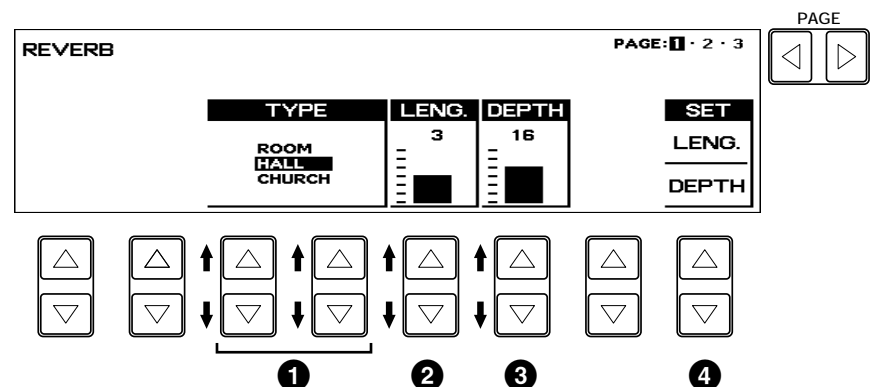 PAGE
REVERB
PAGE:1 · 2 · 3
TYPE LENG. DEPTH SET
3 16
ROOM
HALL
CHURCH
LENG.
DEPTH
1 2 3 4